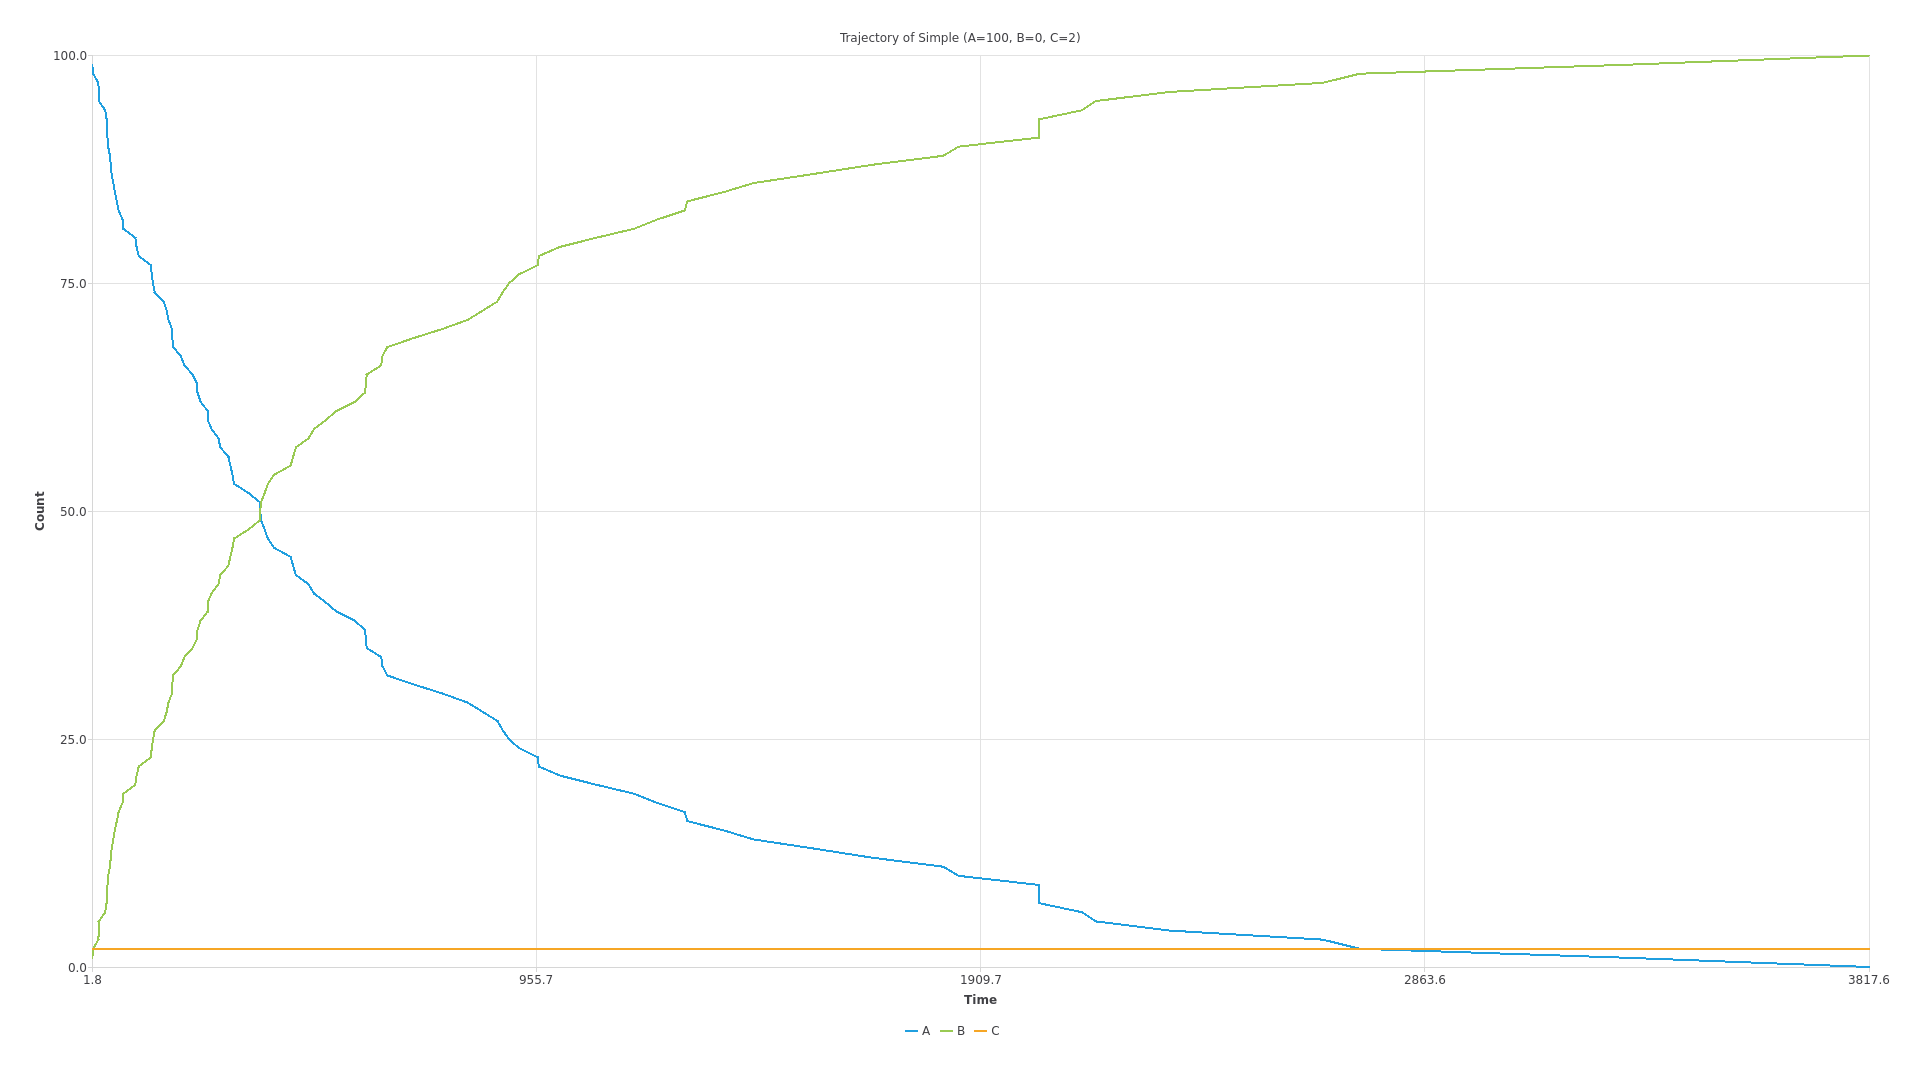 Trajectory of Simple (A=100, B=0, C=2)
100.0
75.0
50.0
25.0
0.0
Count
1.8 955.7 1909.7 2863.6 3817.6
Time
A B C